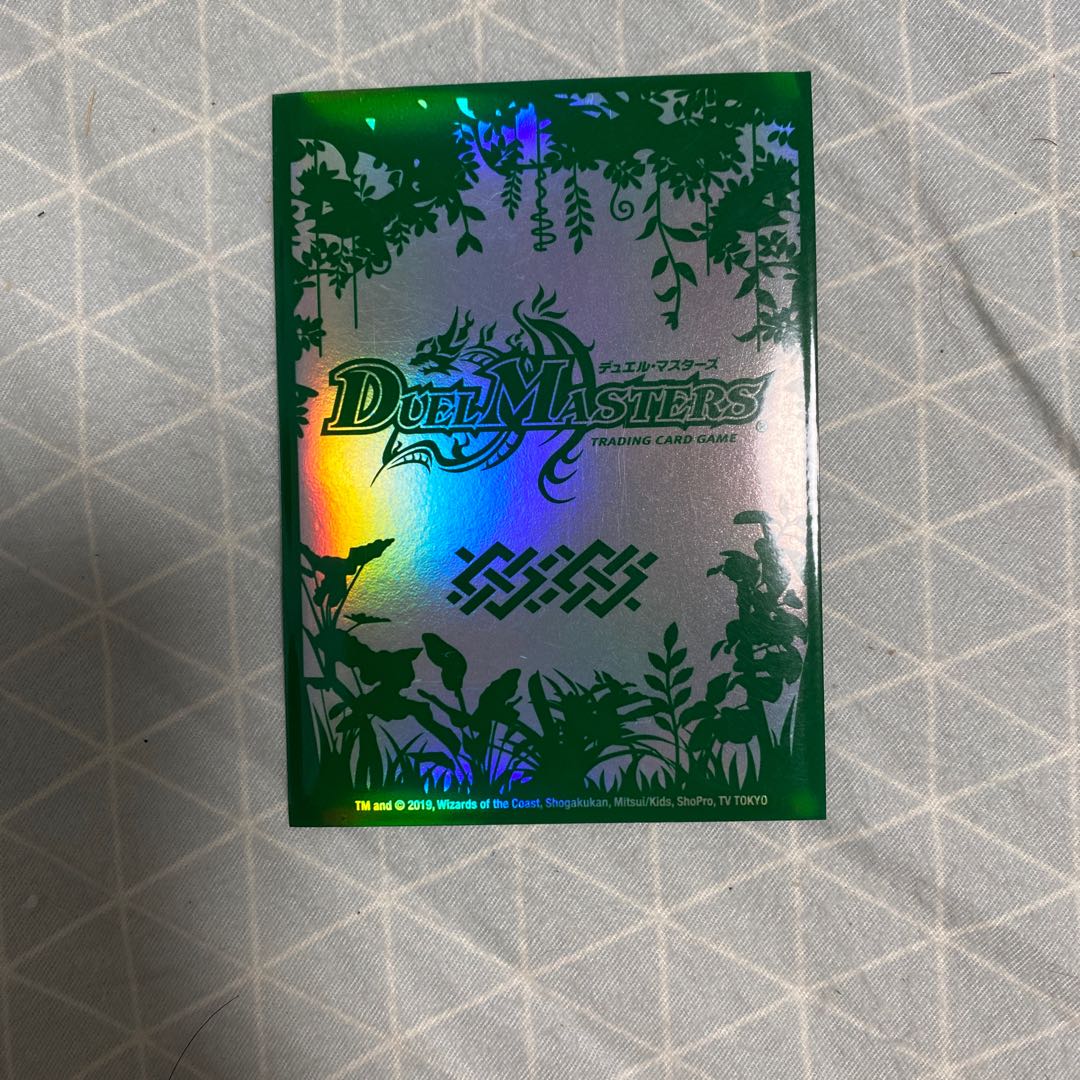 デュエル・マスターズ
DUEL MASTERS®
TRADING CARD GAME
TM and © 2019, Wizards of the Coast, Shogakukan, Mitsui/Kids, ShoPro, TV TOKYO